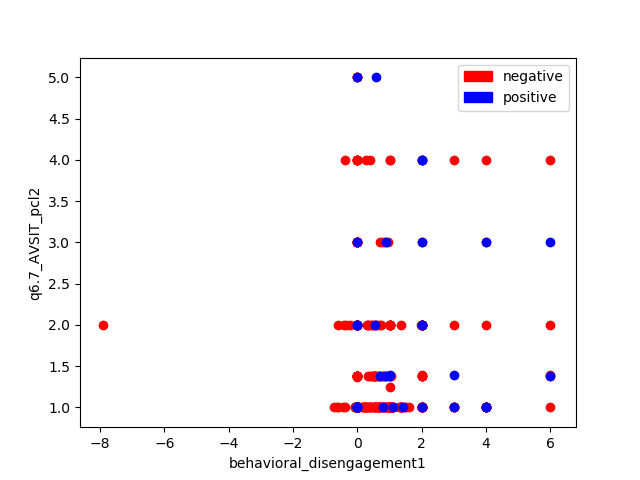 negative
positive
5.0
4.5
4.0
3.5
3.0
2.5
2.0
1.5
1.0
q6.7_AVSIT_pcl2
−8 −6 −4 −2 0 2 4 6
behavioral_disengagement1